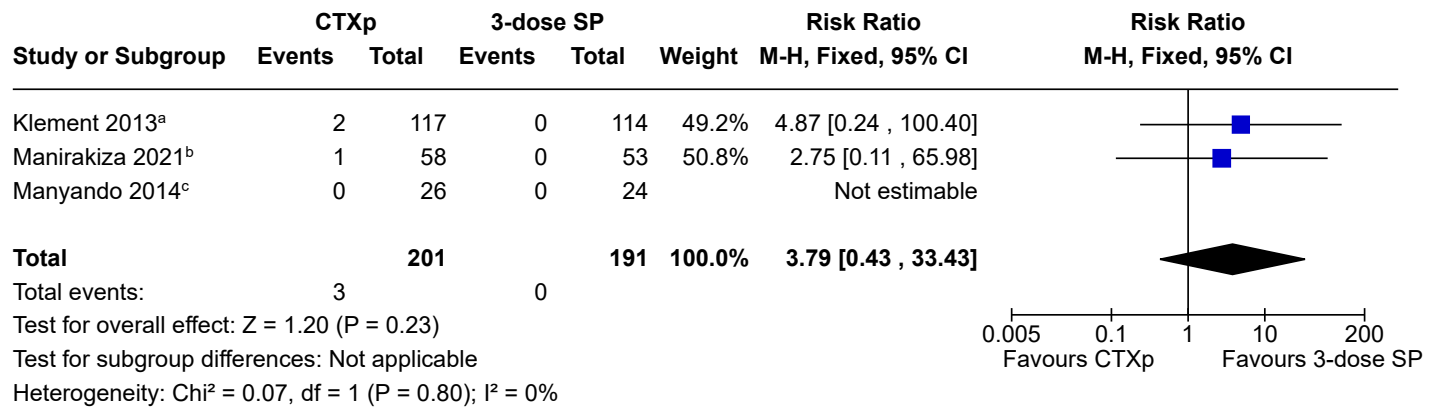 CTXp 3-dose SP Risk Ratio Risk Ratio
Study or Subgroup Events Total Events Total Weight M-H, Fixed, 95% CI M-H, Fixed, 95% CI
Klement 2013ᵃ 2 117 0 114 49.2% 4.87 [0.24 , 100.40]
Manirakiza 2021ᵇ 1 58 0 53 50.8% 2.75 [0.11 , 65.98]
Manyando 2014ᶜ 0 26 0 24 Not estimable
Total 201 191 100.0% 3.79 [0.43 , 33.43]
Total events: 3 0
Test for overall effect: Z = 1.20 (P = 0.23)
Test for subgroup differences: Not applicable
Heterogeneity: Chi² = 0.07, df = 1 (P = 0.80); I² = 0%
0.005 0.1 1 10 200
Favours CTXp Favours 3-dose SP